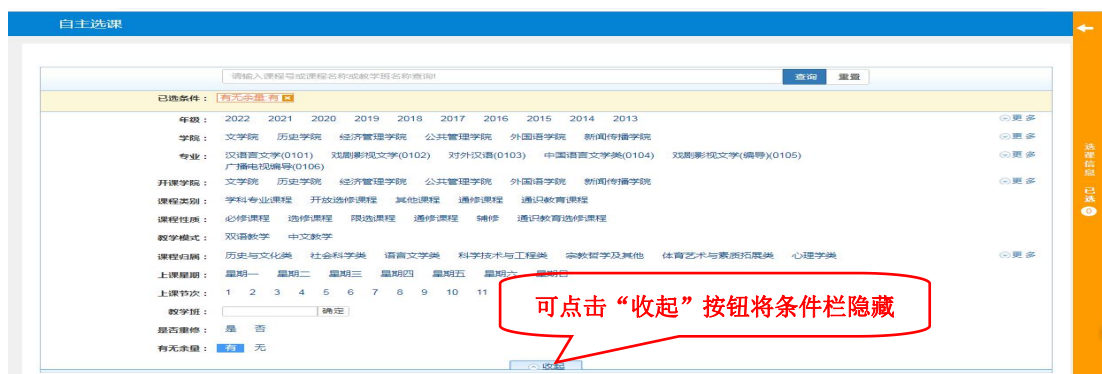 自主选课
请输入课程号或课程名称或教学班名称查询! 查询 重置
已选条件： 有无余量 有
年级： 2022 2021 2020 2019 2018 2017 2016 2015 2014 2013 更多
学院： 文学院 历史学院 经济管理学院 公共管理学院 外国语学院 新闻传播学院 更多
专业： 汉语言文学(0101) 戏剧影视文学(0102) 对外汉语(0103) 中国语言文学类(0104) 戏剧影视文学(编导)(0105) 更多
广播电视编导(0106)
开课学院： 文学院 历史学院 经济管理学院 公共管理学院 外国语学院 新闻传播学院 更多
课程类别： 学科专业课程 开放选修课程 其他课程 通修课程 通识教育课程
课程性质： 必修课程 选修课程 限选课程 通修课程 辅修 通识教育选修课程
教学模式： 双语教学 中文教学
课程归属： 历史与文化类 社会科学类 语言文学类 科学技术与工程类 宗教哲学及其他 体育艺术与素质拓展类 心理学类 更多
上课星期： 星期一 星期二 星期三 星期四 星期五 星期六 星期日
上课节次： 1 2 3 4 5 6 7 8 9 10 11
教学班： 确定
是否重修： 是 否
有无余量： 有 无
收起
可点击“收起”按钮将条件栏隐藏
选课信息 已选 0